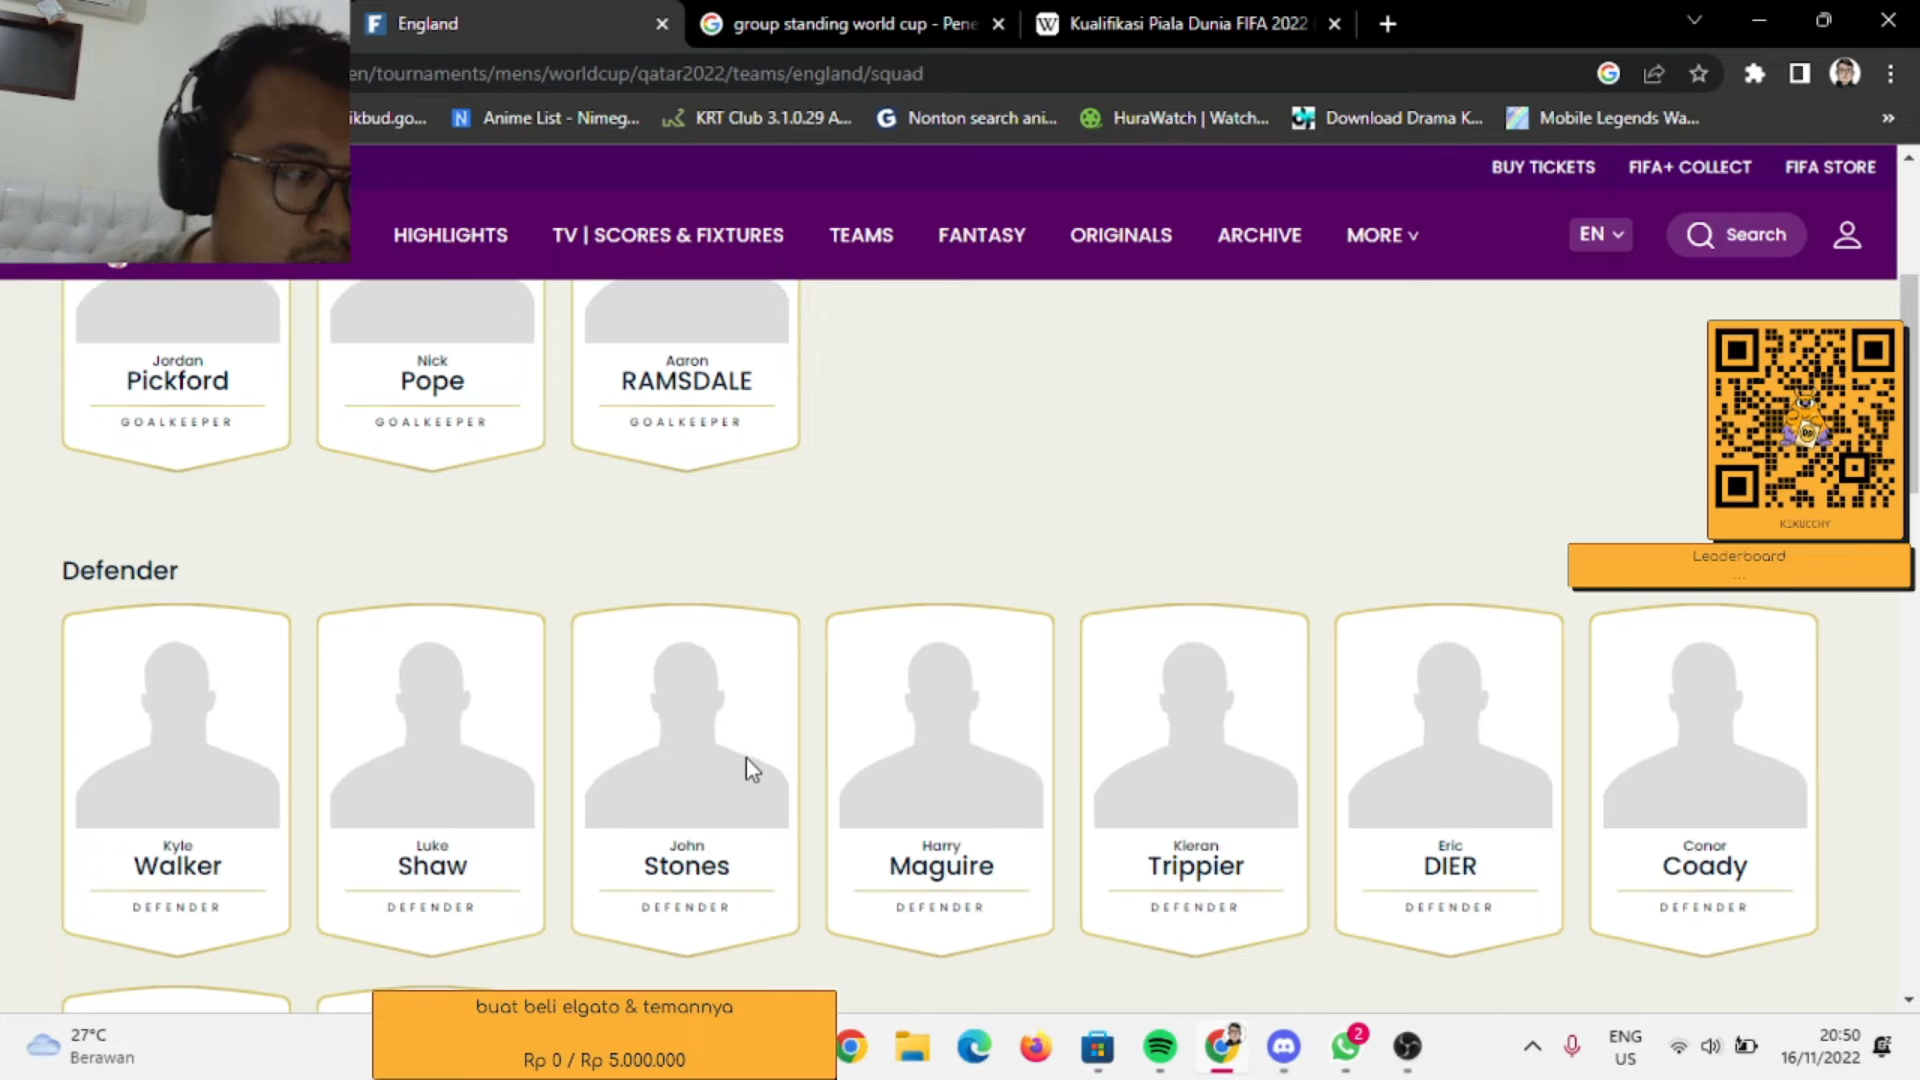 England
group standing world cup - Pene
Kualifikasi Piala Dunia FIFA 2022
en/tournaments/mens/worldcup/qatar2022/teams/england/squad
ikbud.go...
Anime List - Nimeg...
KRT Club 3.1.0.29 A...
Nonton search ani...
HuraWatch | Watch...
Download Drama K...
Mobile Legends Wa...
BUY TICKETS
FIFA+ COLLECT
FIFA STORE
HIGHLIGHTS
TV | SCORES & FIXTURES
TEAMS
FANTASY
ORIGINALS
ARCHIVE
MORE
EN
Search
Jordan
Pickford
GOALKEEPER
Nick
Pope
GOALKEEPER
Aaron
RAMSDALE
GOALKEEPER
KIKUCCHY
Leaderboard
...
Defender
Kyle
Walker
DEFENDER
Luke
Shaw
DEFENDER
John
Stones
DEFENDER
Harry
Maguire
DEFENDER
Kieran
Trippier
DEFENDER
Eric
DIER
DEFENDER
Conor
Coady
DEFENDER
buat beli elgato & temannya
Rp 0 / Rp 5.000.000
27°C
Berawan
2
ENG
US
20:50
16/11/2022